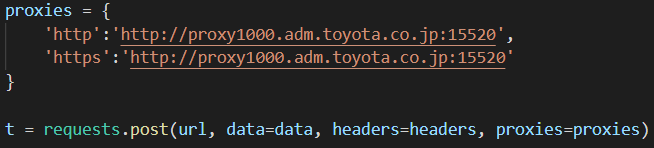 proxies = {
    'http':'http://proxy1000.adm.toyota.co.jp:15520',
    'https':'http://proxy1000.adm.toyota.co.jp:15520'
}
t = requests.post(url, data=data, headers=headers, proxies=proxies)